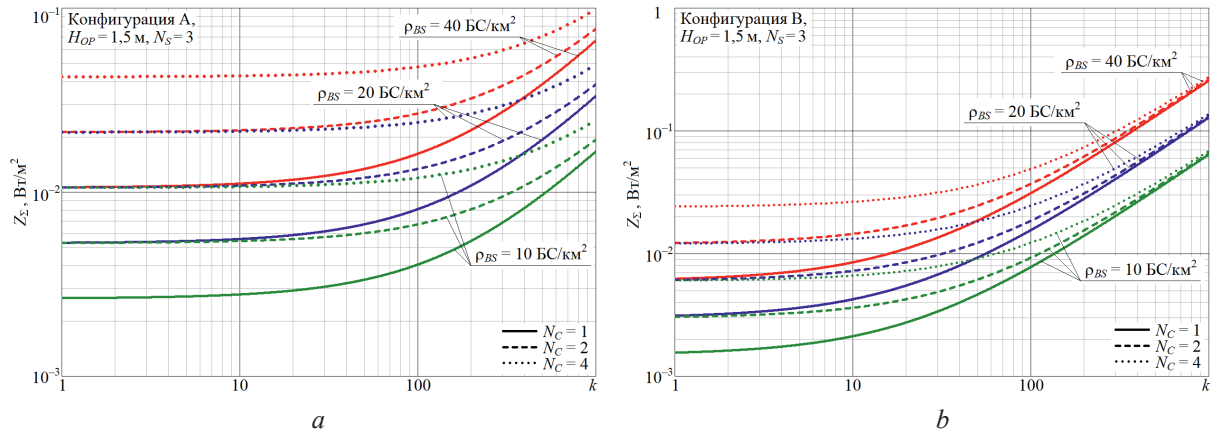 10⁻¹
Конфигурация А,
H_OP = 1,5 м, N_S = 3
ρ_BS = 40 БС/км²
ρ_BS = 20 БС/км²
Z_Σ, Вт/м²
10⁻²
ρ_BS = 10 БС/км²
N_C = 1
N_C = 2
N_C = 4
10⁻³
1
10
100
k
a
1
Конфигурация В,
H_OP = 1,5 м, N_S = 3
ρ_BS = 40 БС/км²
ρ_BS = 20 БС/км²
10⁻¹
Z_Σ, Вт/м²
10⁻²
ρ_BS = 10 БС/км²
N_C = 1
N_C = 2
N_C = 4
10⁻³
1
10
100
k
b